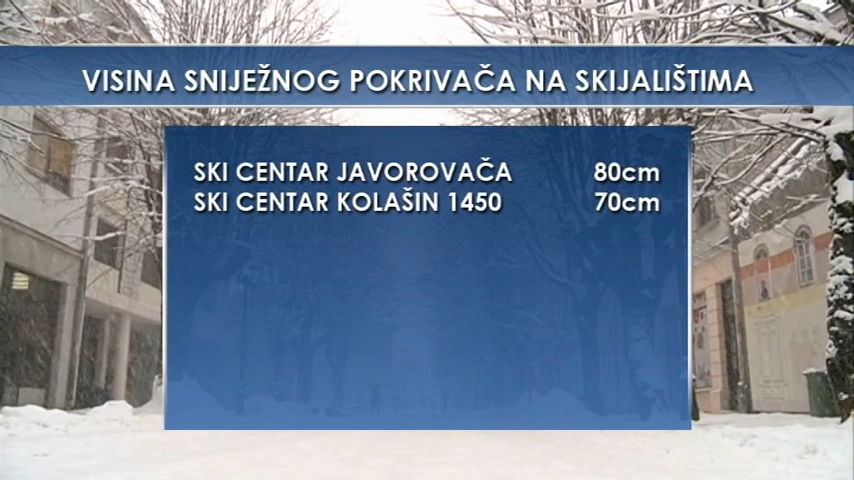 VISINA SNIJEŽNOG POKRIVAČA NA SKIJALIŠTIMA
SKI CENTAR JAVOROVAČA 80cm
SKI CENTAR KOLAŠIN 1450 70cm